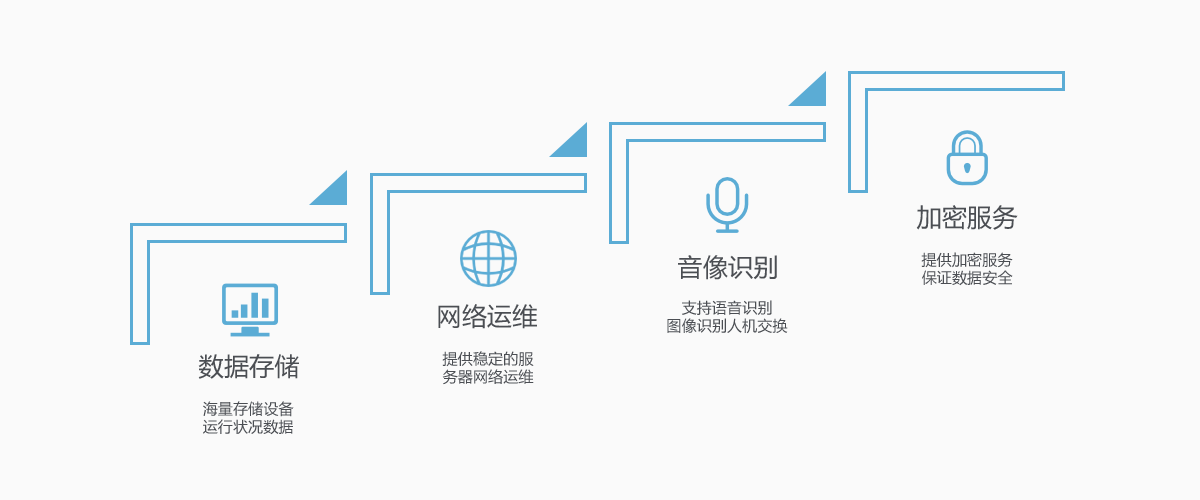 数据存储
海量存储设备
运行状况数据
网络运维
提供稳定的服
务器网络运维
音像识别
支持语音识别
图像识别人机交换
加密服务
提供加密服务
保证数据安全